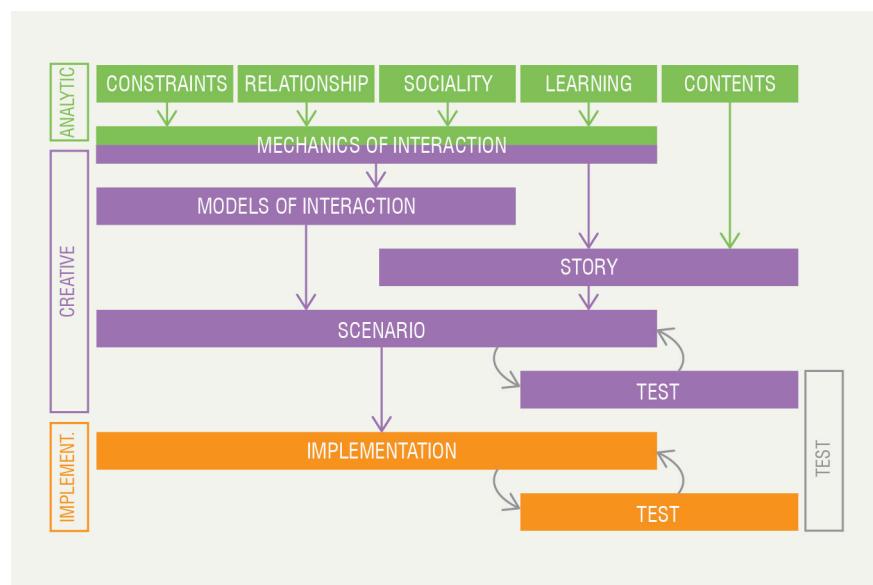 ANALYTIC
CONSTRAINTS
RELATIONSHIP
SOCIALITY
LEARNING
CONTENTS
MECHANICS OF INTERACTION
CREATIVE
MODELS OF INTERACTION
STORY
SCENARIO
TEST
IMPLEMENT.
IMPLEMENTATION
TEST
TEST